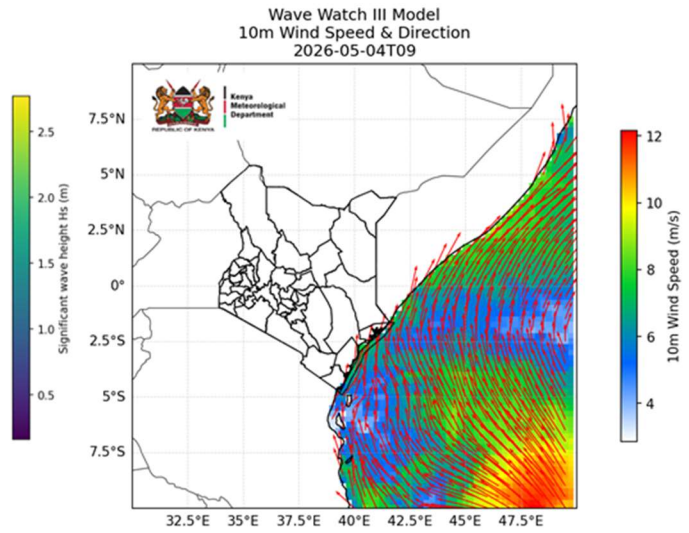 Wave Watch III Model
10m Wind Speed & Direction
2026-05-04T09
Kenya
Meteorological
Department
REPUBLIC OF KENYA
7.5°N
5°N
2.5°N
0°
2.5°S
5°S
7.5°S
32.5°E
35°E
37.5°E
40°E
42.5°E
45°E
47.5°E
2.5
2.0
1.5
1.0
0.5
Significant wave height Hs (m)
12
10
8
6
4
10m Wind Speed (m/s)